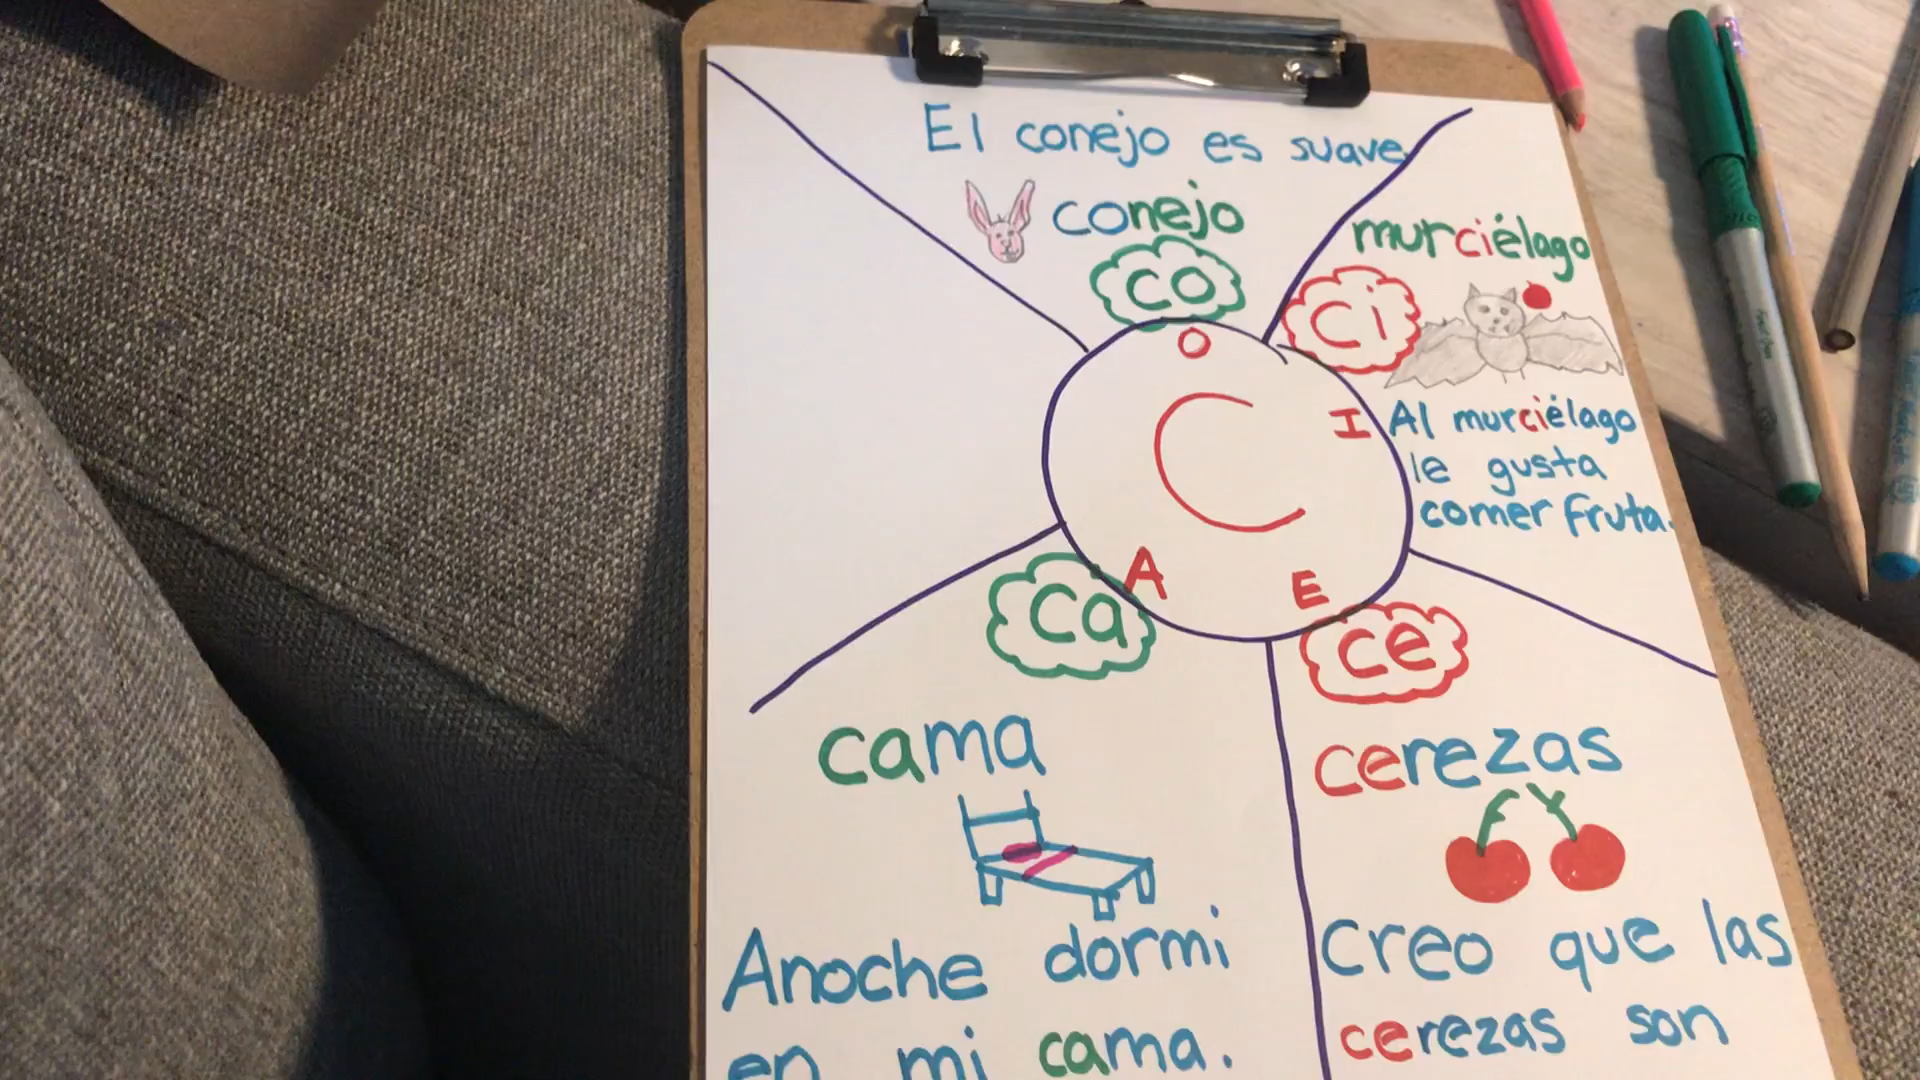 El conejo es suave
conejo
co
murciélago
ci
O
C
I
Al murciélago
le gusta
comer fruta.
A
E
ca
ce
cama
cerezas
Anoche dormi
en mi cama.
Creo que las
cerezas son